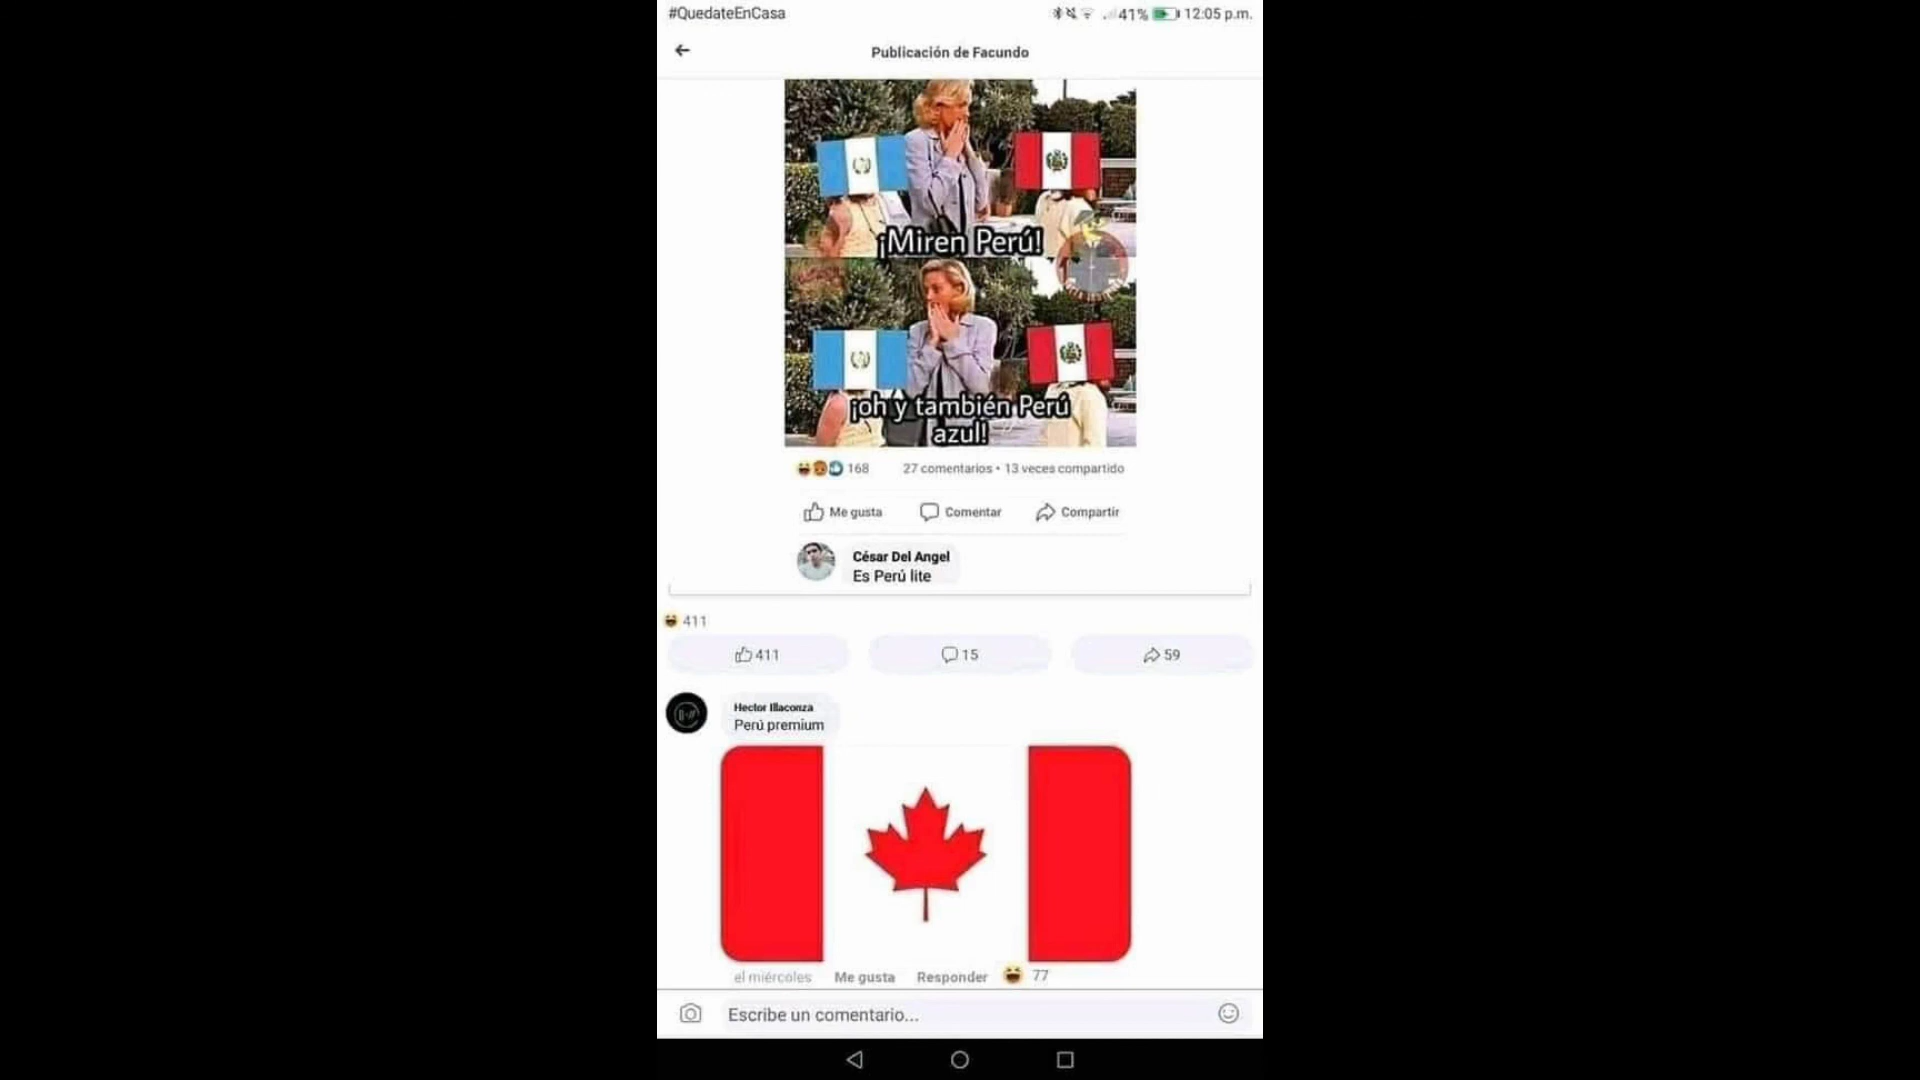 #QuedateEnCasa
41% 12:05 p.m.
Publicación de Facundo
¡Miren Perú!
¡oh y también Perú
azul!
168 27 comentarios • 13 veces compartido
Me gusta Comentar Compartir
César Del Angel
Es Perú lite
411
411 15 59
Hector Illaconza
Perú premium
el miércoles Me gusta Responder 77
Escribe un comentario...